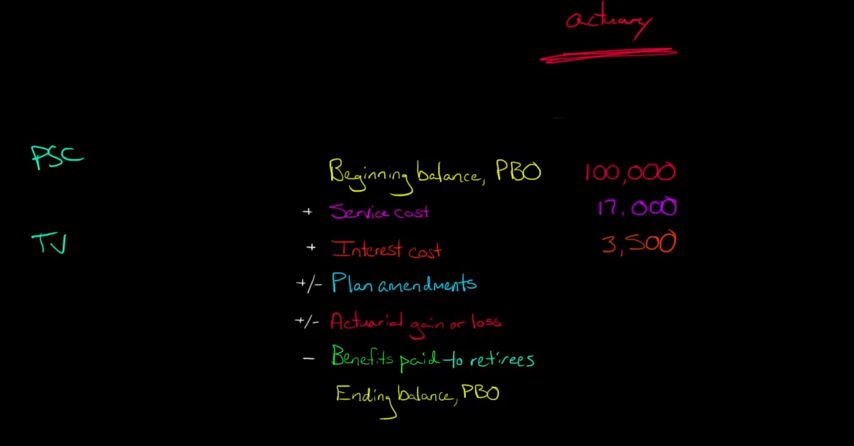 actuary
PSC
Beginning balance, PBO 100,000
+ Service cost 17.000
TV
+ Interest cost 3,500
+/- Plan amendments
+/- Actuarial gain or loss
- Benefits paid to retirees
Ending balance, PBO